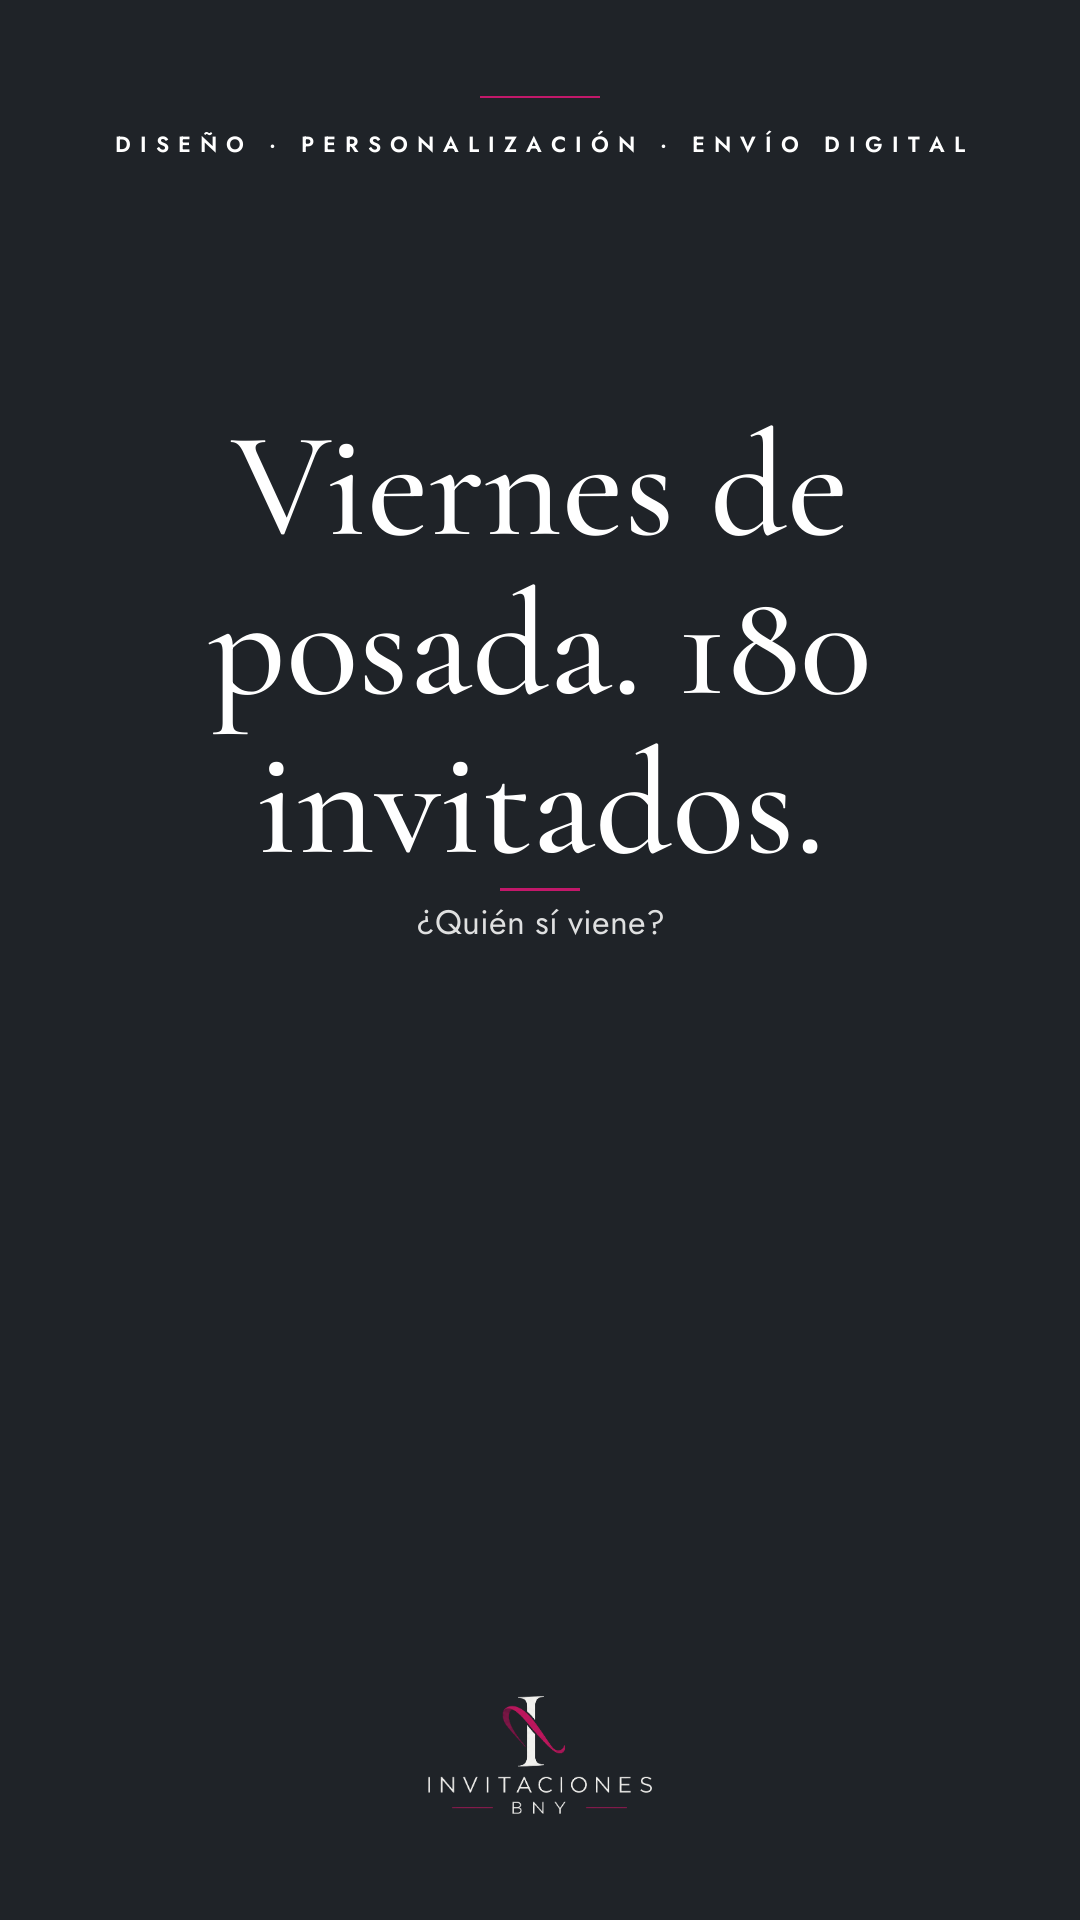 DISEÑO · PERSONALIZACIÓN · ENVÍO DIGITAL
Viernes de
posada. 180
invitados.
¿Quién sí viene?
I
INVITACIONES
BNY